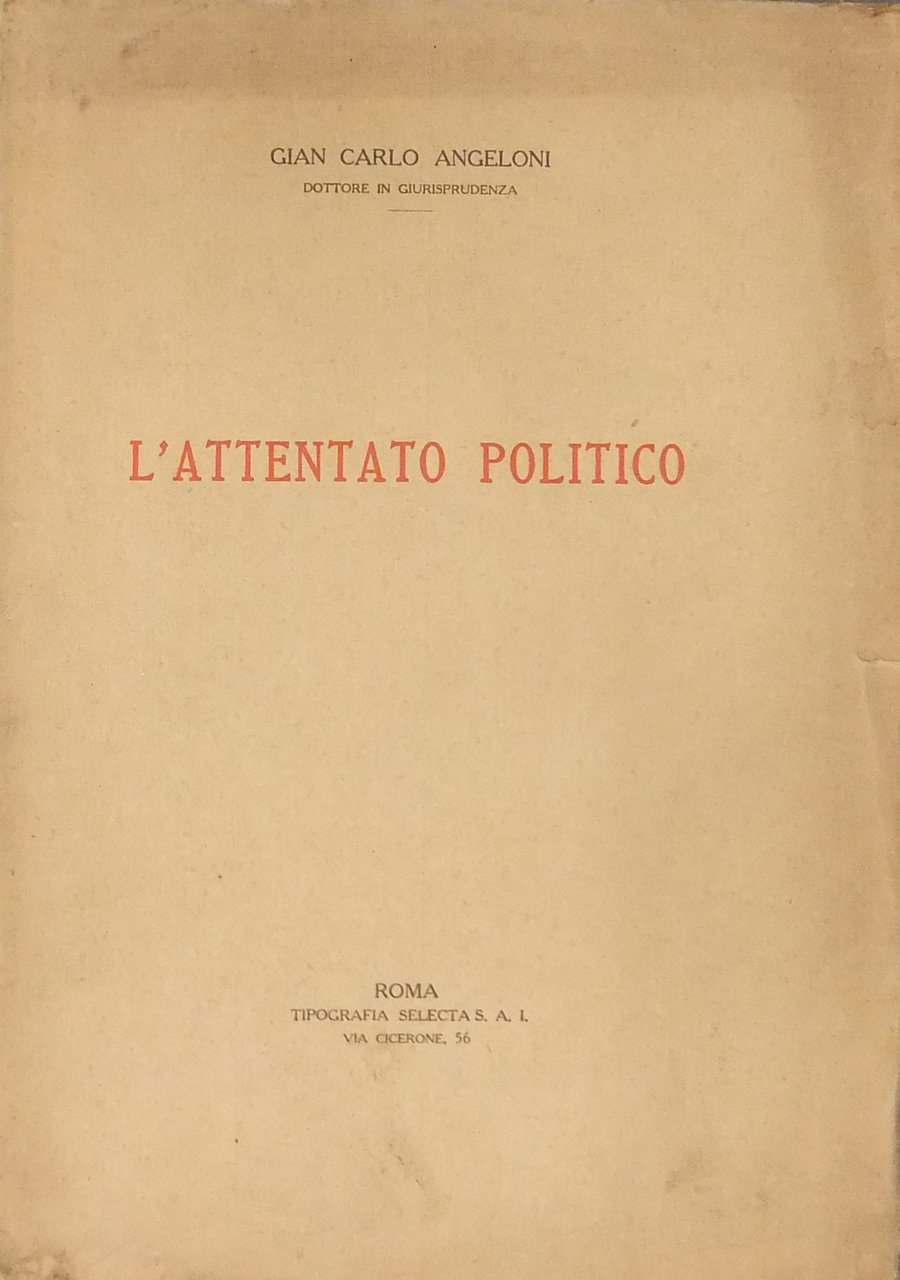 GIAN CARLO ANGELONI
DOTTORE IN GIURISPRUDENZA
L'ATTENTATO POLITICO
ROMA
TIPOGRAFIA SELECTA S. A. I.
VIA CICERONE, 56